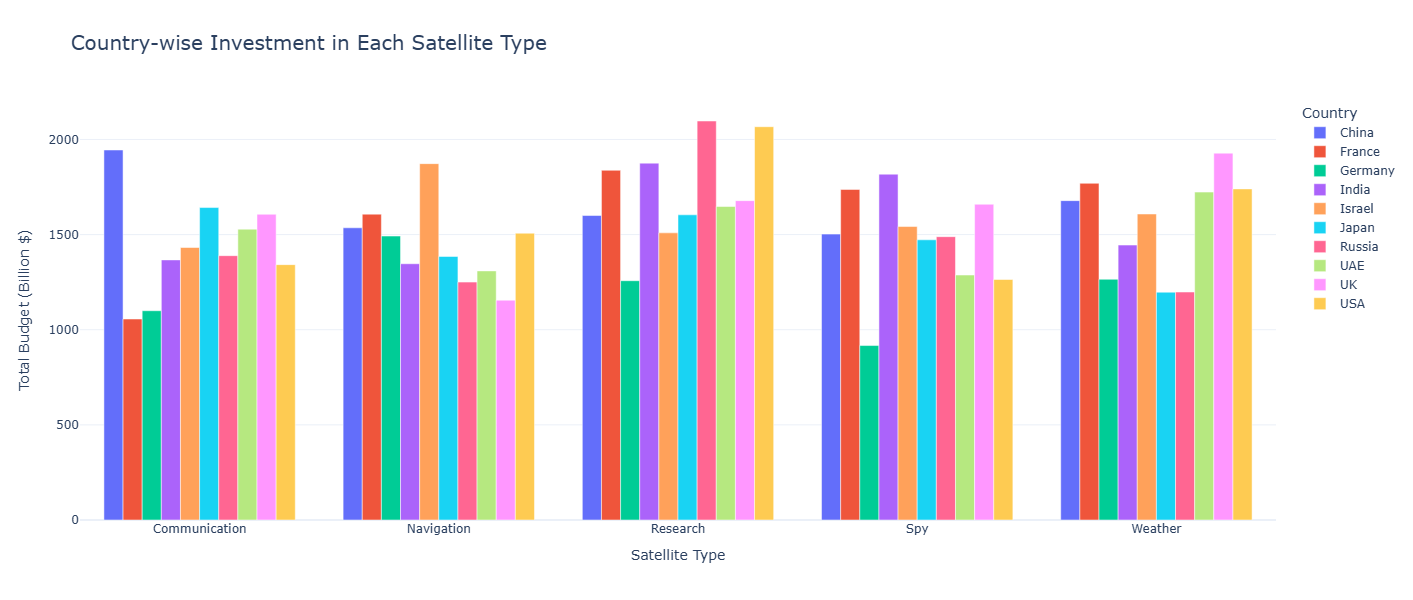 Country-wise Investment in Each Satellite Type
Total Budget (Billion $)
2000
1500
1000
500
0
Communication
Navigation
Research
Spy
Weather
Satellite Type
Country
China
France
Germany
India
Israel
Japan
Russia
UAE
UK
USA